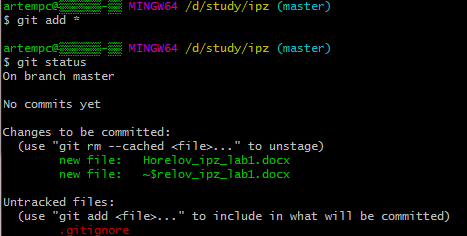 artempc@▒▒▒▒▒▒-▒▒ MINGW64 /d/study/ipz (master)
$ git add *
artempc@▒▒▒▒▒▒-▒▒ MINGW64 /d/study/ipz (master)
$ git status
On branch master
No commits yet
Changes to be committed:
(use "git rm --cached <file>..." to unstage)
new file: Horelov_ipz_lab1.docx
new file: ~$relov_ipz_lab1.docx
Untracked files:
(use "git add <file>..." to include in what will be committed)
.gitignore